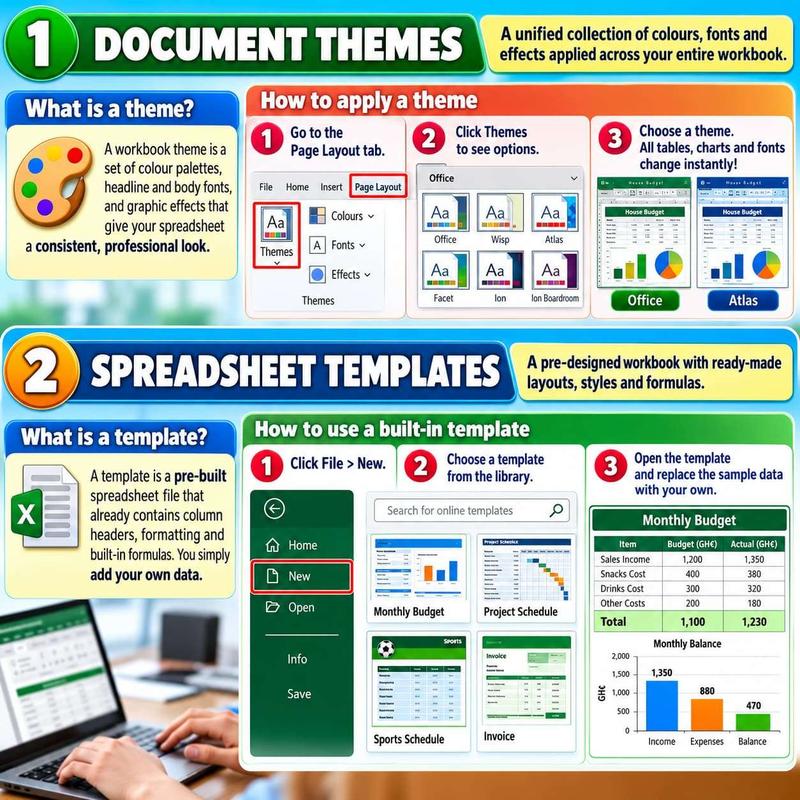 1 DOCUMENT THEMES
A unified collection of colours, fonts and
effects applied across your entire workbook.
What is a theme?
A workbook theme is a
set of colour palettes,
headline and body fonts,
and graphic effects that
give your spreadsheet
a consistent, professional look.
How to apply a theme
1 Go to the
Page Layout tab.
File Home Insert Page Layout
Aa
Themes
Colours
A Fonts
Effects
Themes
2 Click Themes
to see options.
Office
Aa Aa Aa
Office Wisp Atlas
Aa Aa Aa
Facet Ion Ion Boardroom
3 Choose a theme.
All tables, charts and fonts
change instantly!
House Budget House Budget
House Budget House Budget
Office Atlas
2 SPREADSHEET TEMPLATES
A pre-designed workbook with ready-made
layouts, styles and formulas.
What is a template?
X
A template is a pre-built
spreadsheet file that
already contains column
headers, formatting and
built-in formulas. You simply
add your own data.
How to use a built-in template
1 Click File > New.
Home
New
Open
Info
Save
2 Choose a template
from the library.
Search for online templates
Monthly Budget
Project Schedule
Project Schedule
SPORTS
Sports Schedule
Invoice
Invoice
3 Open the template
and replace the sample data
with your own.
Monthly Budget
Item Budget (GH€) Actual (GH€)
Sales Income 1,200 1,350
Snacks Cost 400 380
Drinks Cost 300 320
Other Costs 200 180
Total 1,100 1,230
Monthly Balance
GH€
2,000
1,500
1,000
500
0
1,350
880
470
Income Expenses Balance